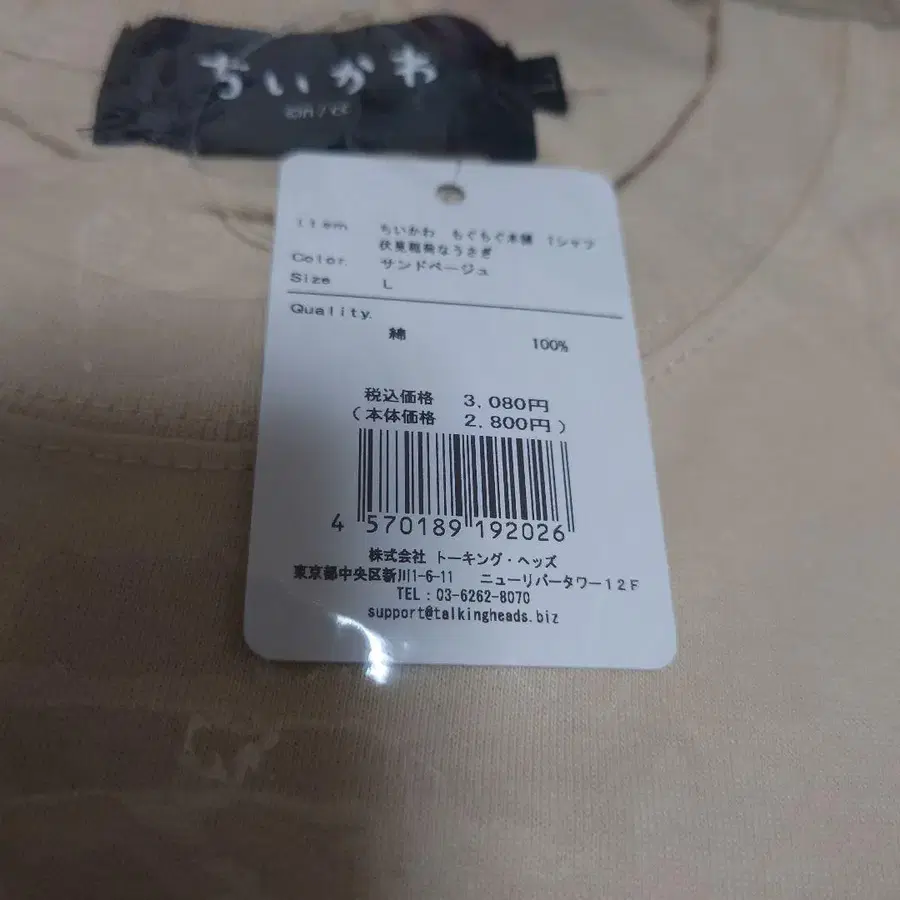 ちいかわ
L
Item ちいかわ もぐもぐ本舗 Tシャツ
伏見稲荷なうさぎ
Color. サンドベージュ
Size L
Quality.
綿 100%
税込価格 3,080円
(本体価格 2,800円)
4 570189 192026
株式会社 トーキング・ヘッズ
東京都中央区新川1-6-11 ニューリバータワー12F
TEL:03-6262-8070
support@talkingheads.biz